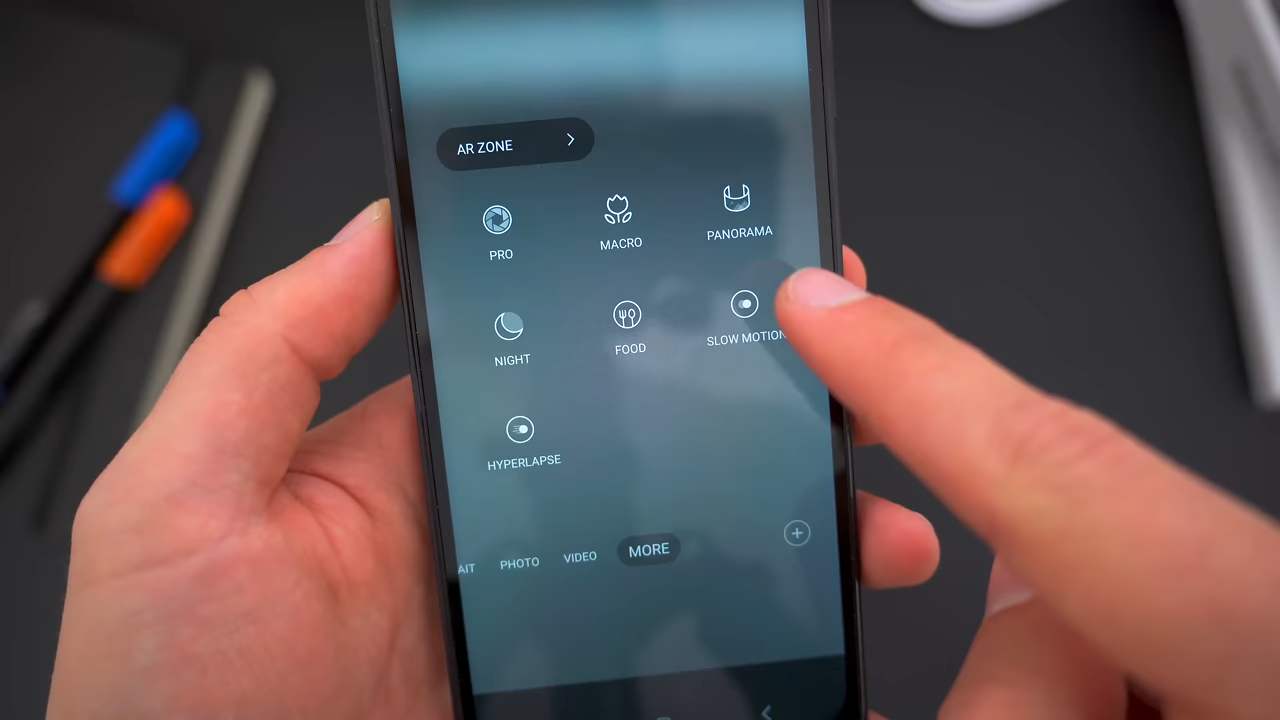 AR ZONE
PRO
MACRO
PANORAMA
NIGHT
FOOD
SLOW MOTION
HYPERLAPSE
AIT
PHOTO
VIDEO
MORE